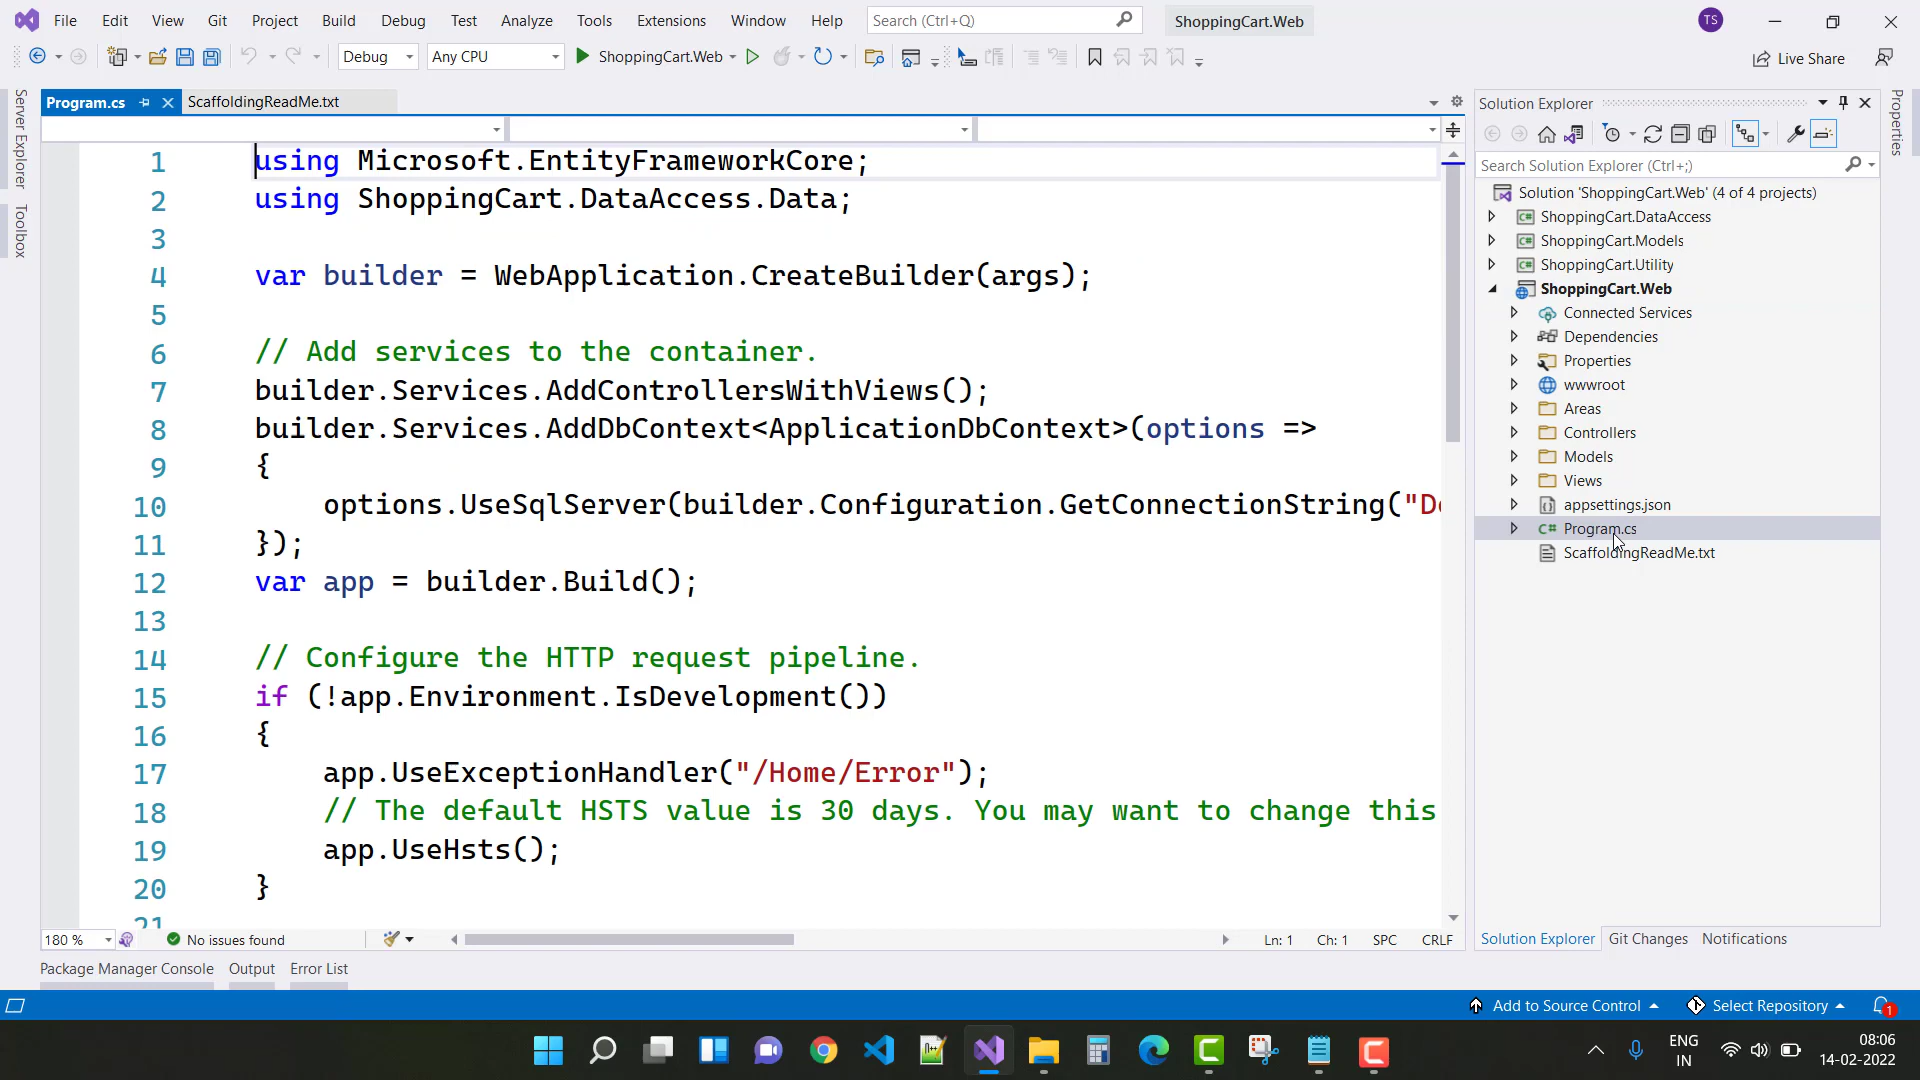 File Edit View Git Project Build Debug Test Analyze Tools Extensions Window Help Search (Ctrl+Q) ShoppingCart.Web TS
Debug Any CPU ShoppingCart.Web Live Share
Server Explorer
Toolbox
Program.cs ScaffoldingReadMe.txt
1 using Microsoft.EntityFrameworkCore;
2 using ShoppingCart.DataAccess.Data;
3
4 var builder = WebApplication.CreateBuilder(args);
5
6 // Add services to the container.
7 builder.Services.AddControllersWithViews();
8 builder.Services.AddDbContext<ApplicationDbContext>(options =>
9 {
10 options.UseSqlServer(builder.Configuration.GetConnectionString("De
11 });
12 var app = builder.Build();
13
14 // Configure the HTTP request pipeline.
15 if (!app.Environment.IsDevelopment())
16 {
17 app.UseExceptionHandler("/Home/Error");
18 // The default HSTS value is 30 days. You may want to change this
19 app.UseHsts();
20 }
21
180 % No issues found Ln: 1 Ch: 1 SPC CRLF
Package Manager Console Output Error List
Solution Explorer
Search Solution Explorer (Ctrl+;)
Solution 'ShoppingCart.Web' (4 of 4 projects)
ShoppingCart.DataAccess
ShoppingCart.Models
ShoppingCart.Utility
ShoppingCart.Web
Connected Services
Dependencies
Properties
wwwroot
Areas
Controllers
Models
Views
appsettings.json
Program.cs
ScaffoldingReadMe.txt
Solution Explorer Git Changes Notifications
Properties
Add to Source Control Select Repository 1
ENG
IN
08:06
14-02-2022